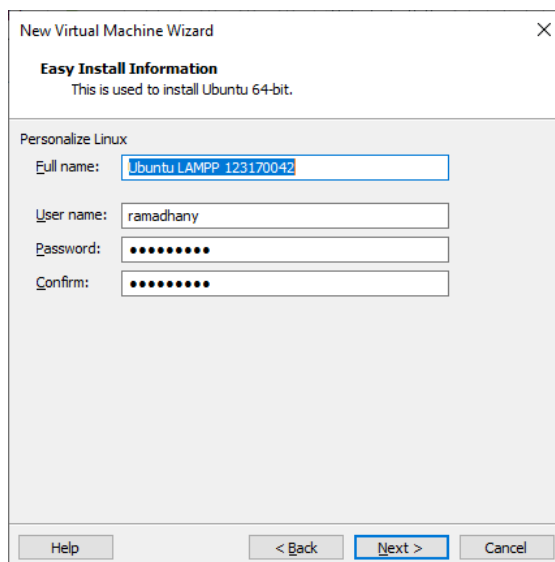 New Virtual Machine Wizard
Easy Install Information
This is used to install Ubuntu 64-bit.
Personalize Linux
Full name: Ubuntu LAMPP 123170042
User name: ramadhany
Password: •••••••••
Confirm: •••••••••
Help < Back Next > Cancel